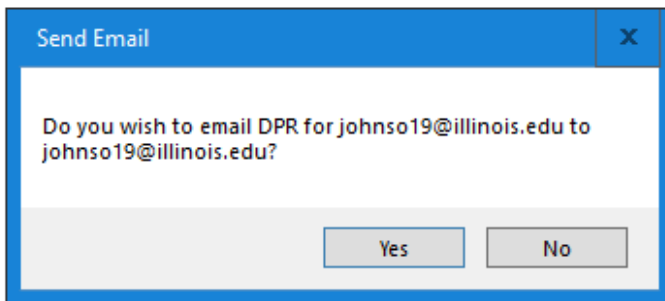 Send Email
x
Do you wish to email DPR for johnso19@illinois.edu to
johnso19@illinois.edu?
Yes
No